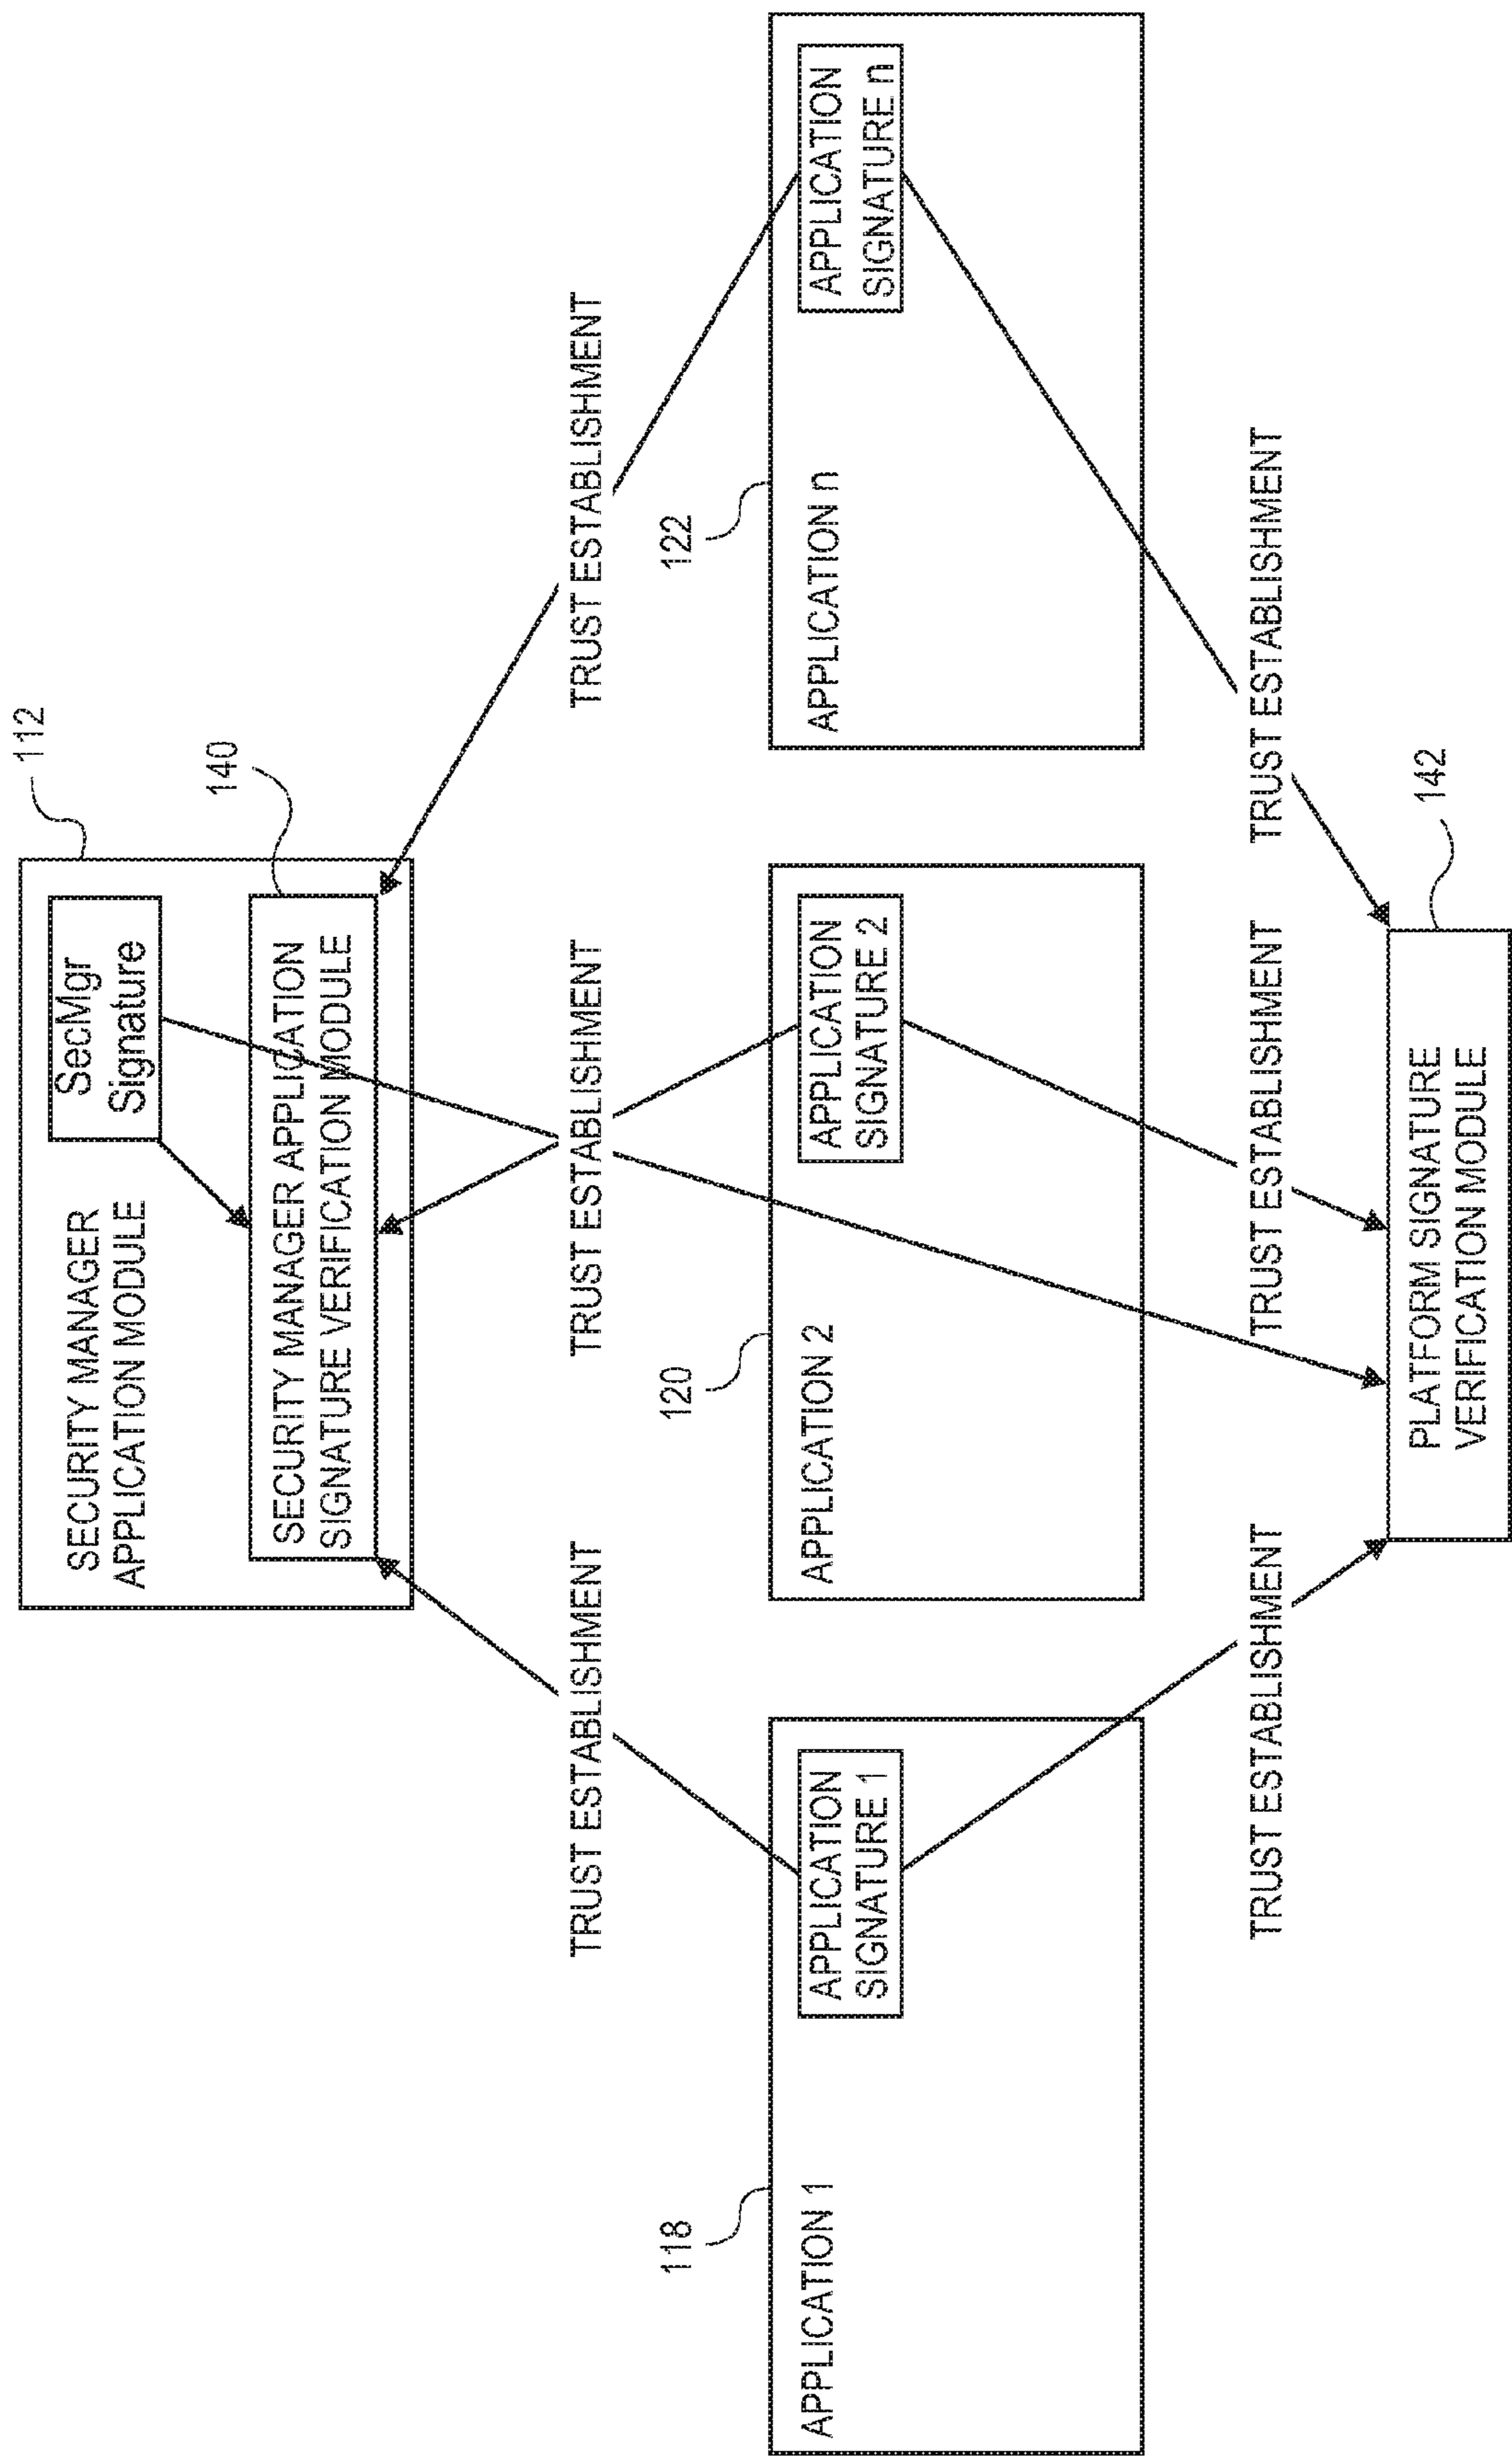 112
SECURITY MANAGER
APPLICATION MODULE
SecMgr
Signature
140
SECURITY MANAGER APPLICATION
SIGNATURE VERIFICATION MODULE
TRUST ESTABLISHMENT
TRUST ESTABLISHMENT
TRUST ESTABLISHMENT
118
APPLICATION 1
APPLICATION
SIGNATURE 1
120
APPLICATION 2
APPLICATION
SIGNATURE 2
122
APPLICATION n
APPLICATION
SIGNATURE n
TRUST ESTABLISHMENT
TRUST ESTABLISHMENT
TRUST ESTABLISHMENT
142
PLATFORM SIGNATURE
VERIFICATION MODULE